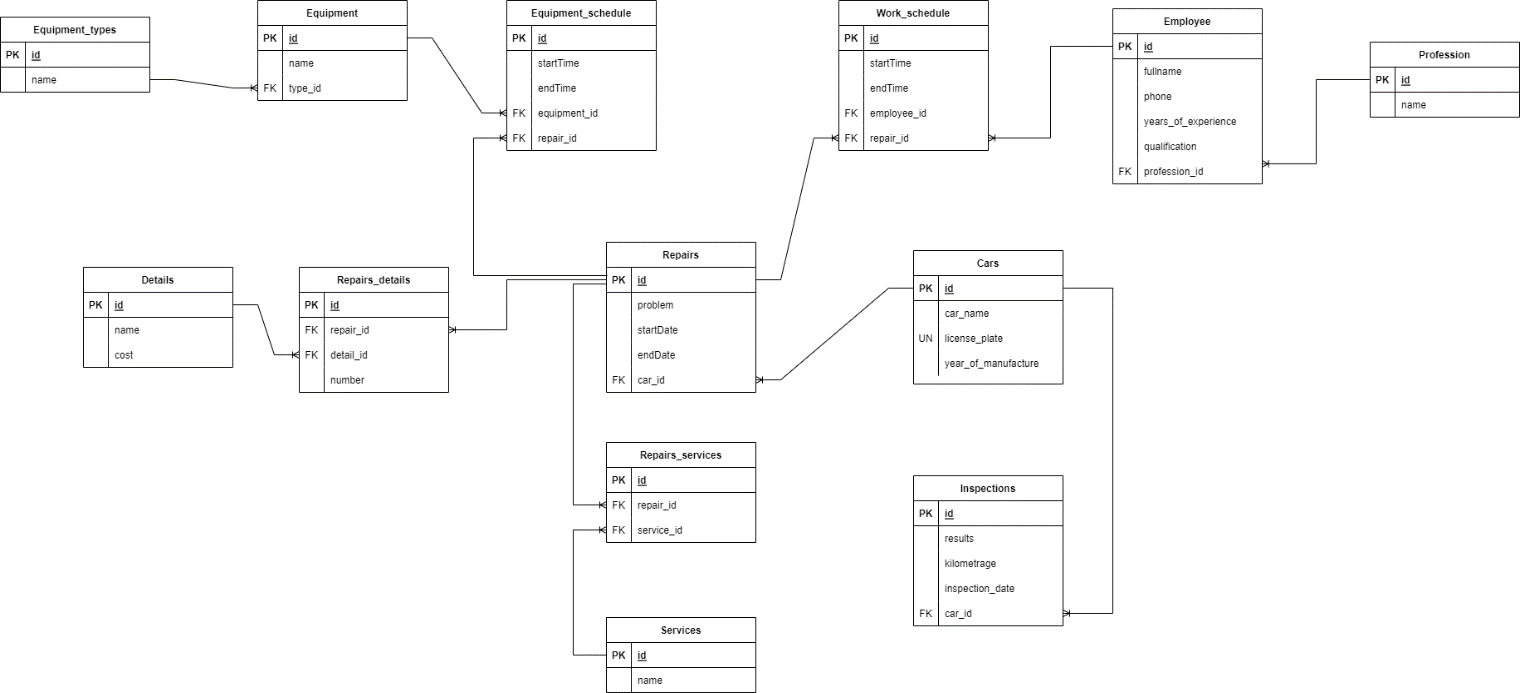 Equipment_types
PK id
name
Equipment
PK id
name
FK type_id
Equipment_schedule
PK id
startTime
endTime
FK equipment_id
FK repair_id
Work_schedule
PK id
startTime
endTime
FK employee_id
FK repair_id
Employee
PK id
fullname
phone
years_of_experience
qualification
FK profession_id
Profession
PK id
name
Details
PK id
name
cost
Repairs_details
PK id
FK repair_id
FK detail_id
number
Repairs
PK id
problem
startDate
endDate
FK car_id
Cars
PK id
car_name
UN license_plate
year_of_manufacture
Repairs_services
PK id
FK repair_id
FK service_id
Inspections
PK id
results
kilometrage
inspection_date
FK car_id
Services
PK id
name